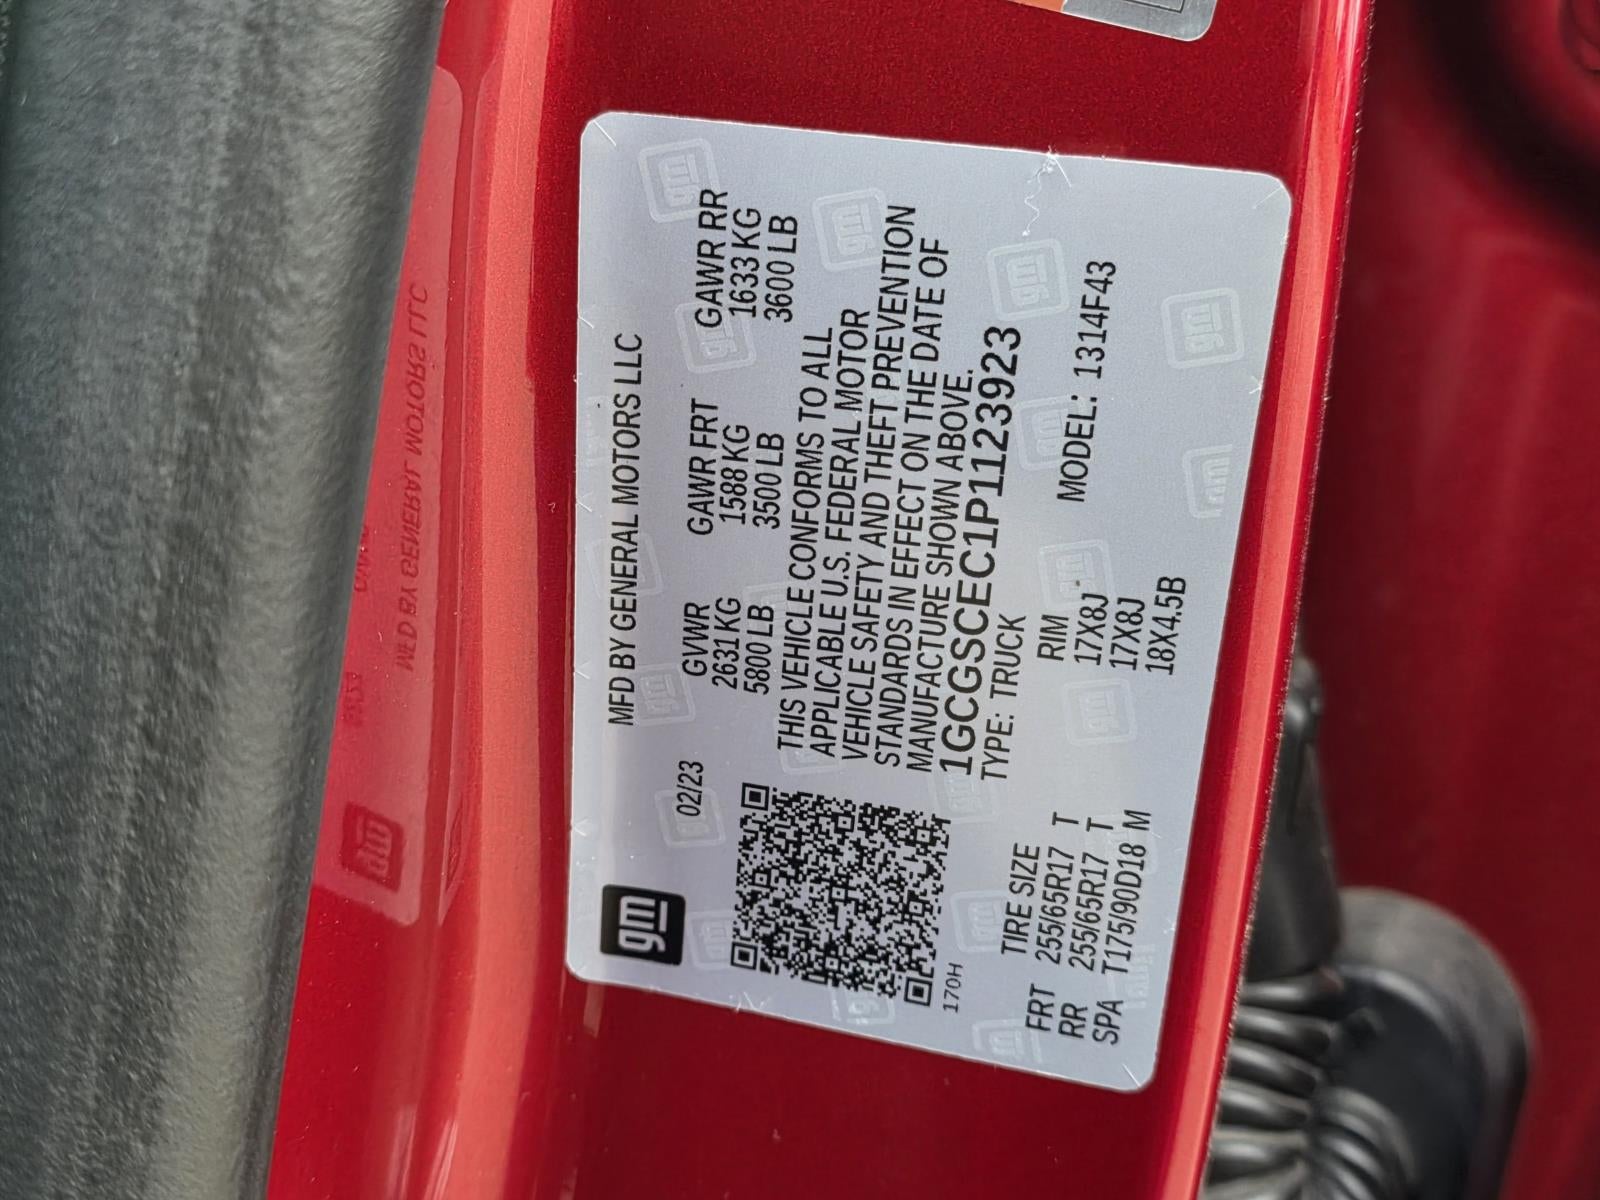 gm
02/23
MFD BY GENERAL MOTORS LLC
GVWR GAWR FRT GAWR RR
2631 KG 1588 KG 1633 KG
5800 LB 3500 LB 3600 LB
THIS VEHICLE CONFORMS TO ALL
APPLICABLE U.S. FEDERAL MOTOR
VEHICLE SAFETY AND THEFT PREVENTION
STANDARDS IN EFFECT ON THE DATE OF
MANUFACTURE SHOWN ABOVE.
1GCGSCEC1P1123923
TYPE: TRUCK
170H
MODEL: 1314F43
TIRE SIZE RIM
FRT 255/65R17 T 17X8J
RR 255/65R17 T 17X8J
SPA T175/90D18 M 18X4.5B